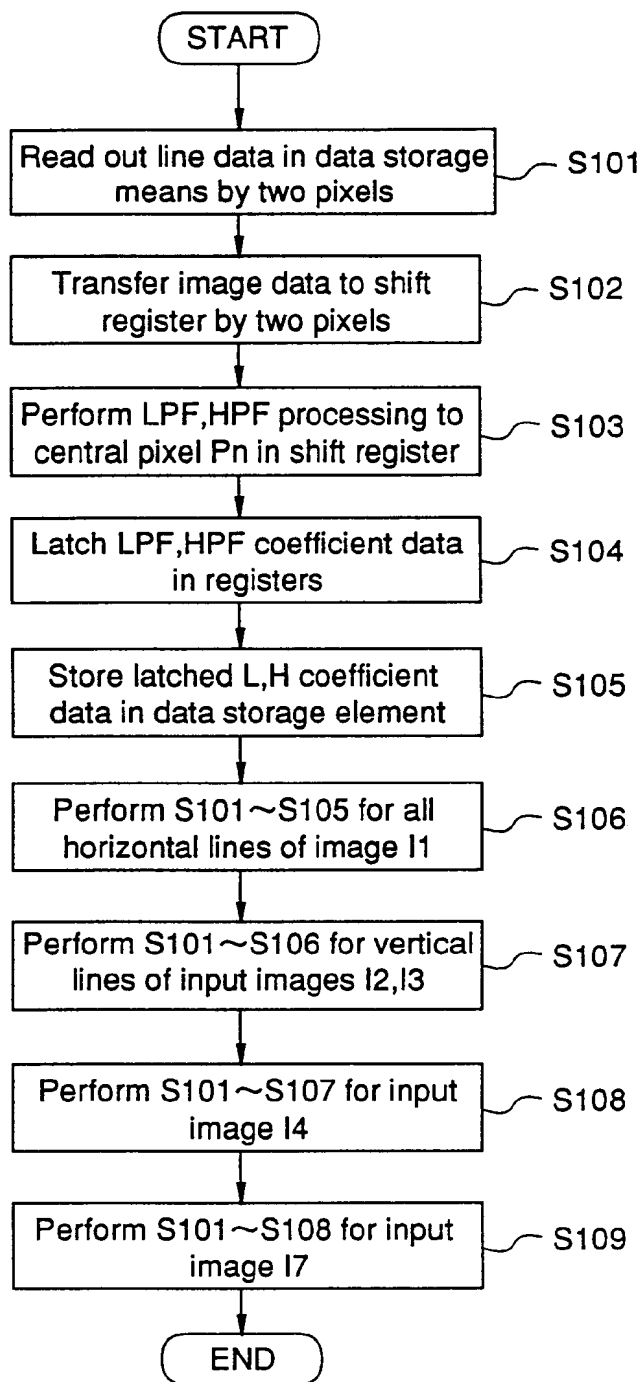 START
Read out line data in data storage
means by two pixels
S101
Transfer image data to shift
register by two pixels
S102
Perform LPF,HPF processing to
central pixel Pn in shift register
S103
Latch LPF,HPF coefficient data
in registers
S104
Store latched L,H coefficient
data in data storage element
S105
Perform S101~S105 for all
horizontal lines of image I1
S106
Perform S101~S106 for vertical
lines of input images I2,I3
S107
Perform S101~S107 for input
image I4
S108
Perform S101~S108 for input
image I7
S109
END